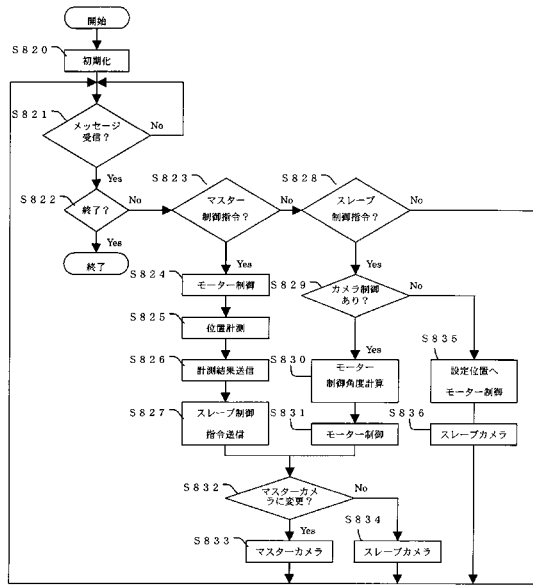 開始
S820
初期化
S821
メッセージ
受信？
No
Yes
S822
終了？
No
Yes
終了
S823
マスター
制御指令？
No
Yes
S828
スレーブ
制御指令？
No
Yes
S824
モーター制御
S825
位置計測
S826
計測結果送信
S827
スレーブ制御
指令送信
S829
カメラ制御
あり？
No
Yes
S830
モーター
制御角度計算
S831
モーター制御
S835
設定位置へ
モーター制御
S836
スレーブカメラ
S832
マスターカメ
ラに変更？
No
Yes
S833
マスターカメラ
S834
スレーブカメラ